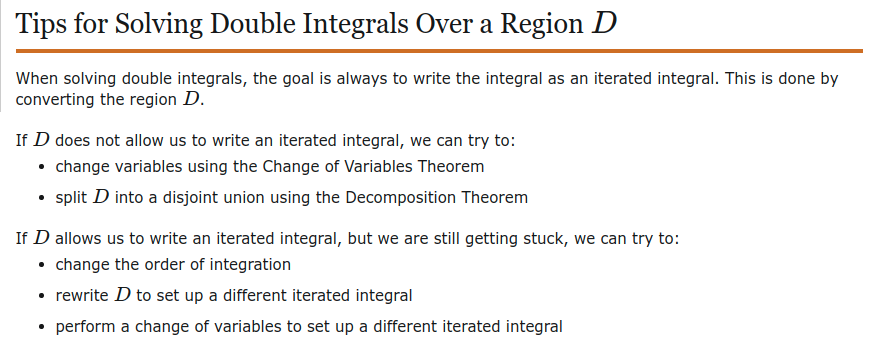 Tips for Solving Double Integrals Over a Region D
When solving double integrals, the goal is always to write the integral as an iterated integral. This is done by
converting the region D.
If D does not allow us to write an iterated integral, we can try to:
• change variables using the Change of Variables Theorem
• split D into a disjoint union using the Decomposition Theorem
If D allows us to write an iterated integral, but we are still getting stuck, we can try to:
• change the order of integration
• rewrite D to set up a different iterated integral
• perform a change of variables to set up a different iterated integral